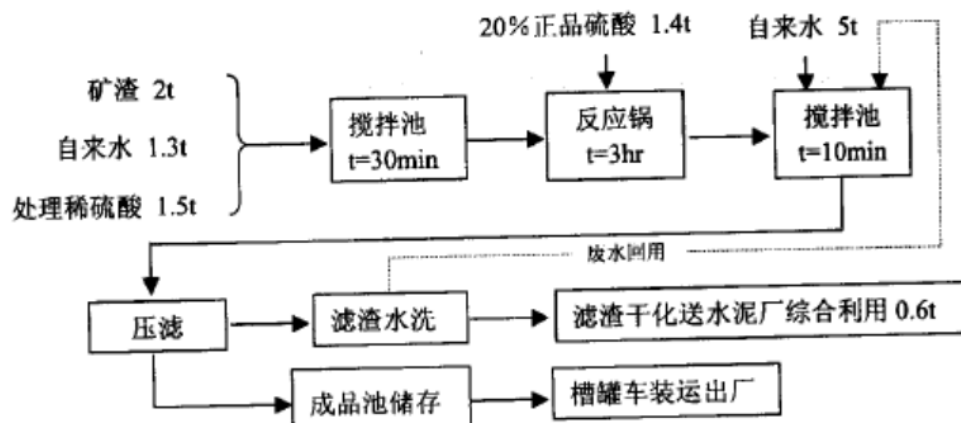 20%正品硫酸 1.4t
自来水 5t
矿渣 2t
自来水 1.3t
处理稀硫酸 1.5t
搅拌池
t=30min
反应锅
t=3hr
搅拌池
t=10min
废水回用
压滤
滤渣水洗
滤渣干化送水泥厂综合利用 0.6t
成品池储存
槽罐车装运出厂